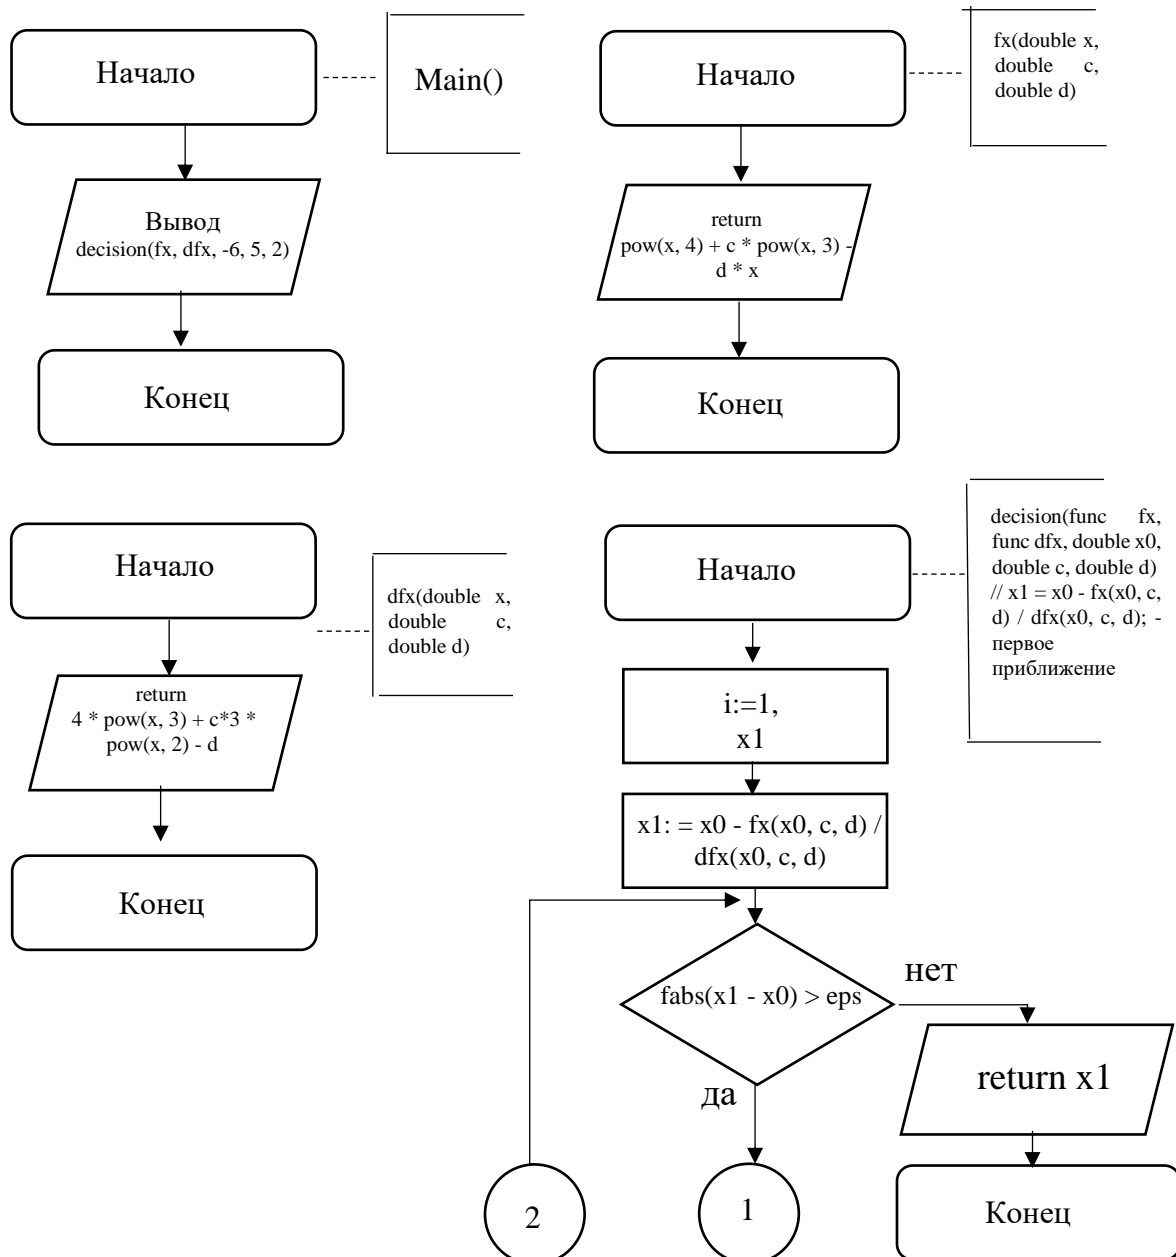 Начало
Main()
Вывод
decision(fx, dfx, -6, 5, 2)
Конец
Начало
fx(double x,
double c,
double d)
return
pow(x, 4) + c * pow(x, 3) -
d * x
Конец
Начало
dfx(double x,
double c,
double d)
return
4 * pow(x, 3) + c*3 *
pow(x, 2) - d
Конец
Начало
decision(func fx,
func dfx, double x0,
double c, double d)
// x1 = x0 - fx(x0, c,
d) / dfx(x0, c, d); -
первое
приближение
i:=1,
x1
x1: = x0 - fx(x0, c, d) /
dfx(x0, c, d)
fabs(x1 - x0) > eps
нет
return x1
да
2
1
Конец